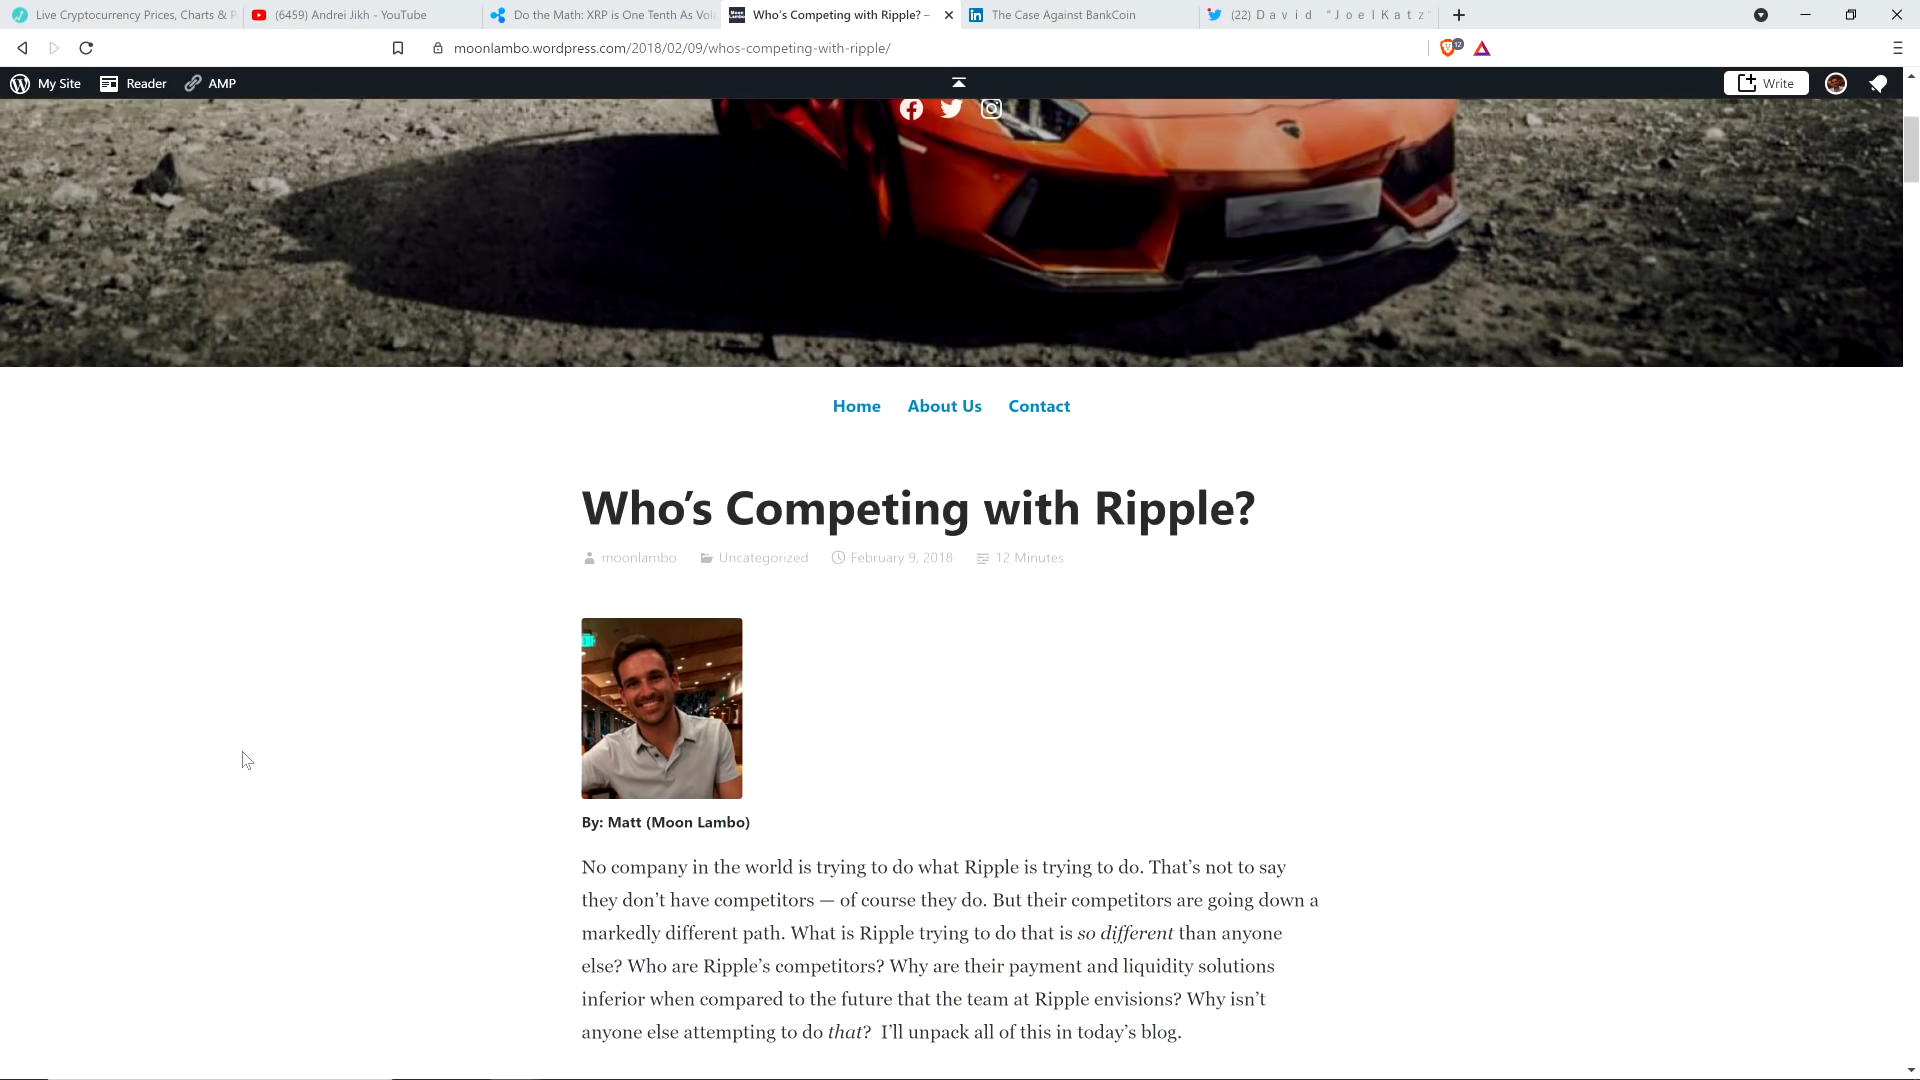 Live Cryptocurrency Prices, Charts & P
(6459) Andrei Jikh - YouTube
Do the Math: XRP is One Tenth As Vol
Who's Competing with Ripple? –
The Case Against BankCoin
(22) D a v i d "J o e l K a t z"
moonlambo.wordpress.com/2018/02/09/whos-competing-with-ripple/
12
My Site
Reader
AMP
Write
Home
About Us
Contact
Who's Competing with Ripple?
moonlambo
Uncategorized
February 9, 2018
12 Minutes
By: Matt (Moon Lambo)
No company in the world is trying to do what Ripple is trying to do. That's not to say
they don't have competitors — of course they do. But their competitors are going down a
markedly different path. What is Ripple trying to do that is so different than anyone
else? Who are Ripple's competitors? Why are their payment and liquidity solutions
inferior when compared to the future that the team at Ripple envisions? Why isn't
anyone else attempting to do that? I'll unpack all of this in today's blog.